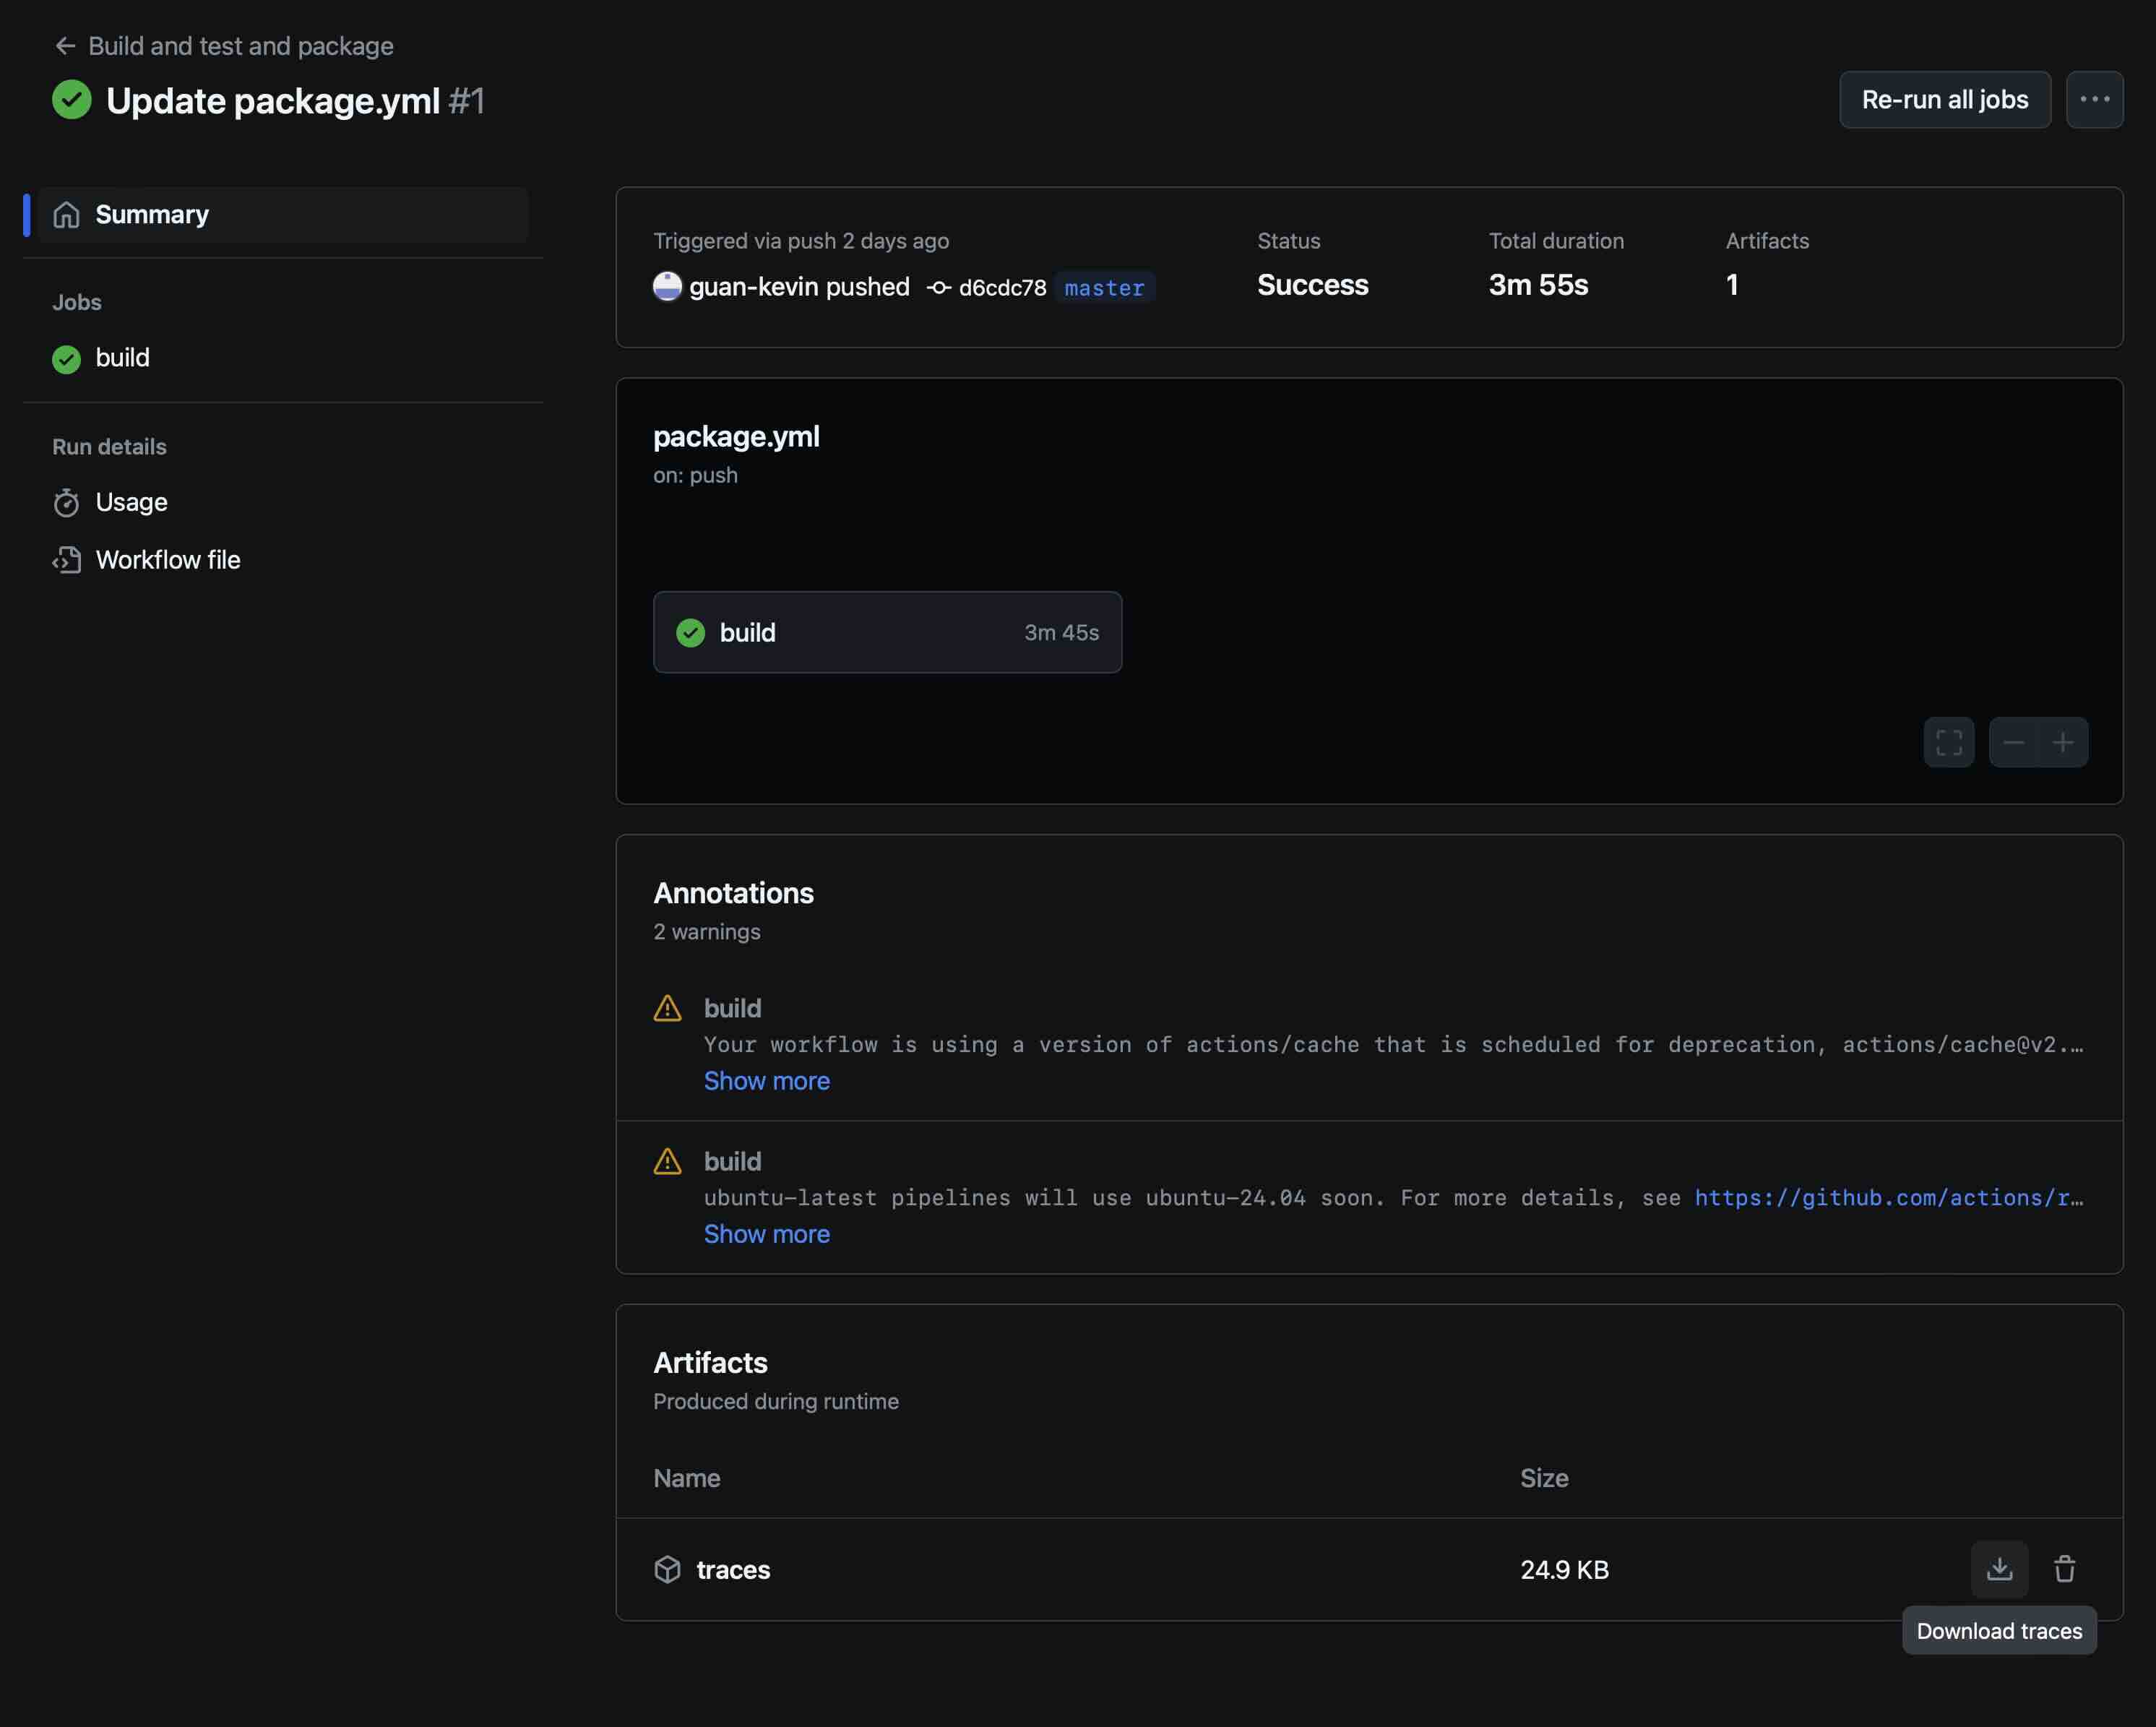 Build and test and package
Update package.yml #1
Re-run all jobs
Summary
Jobs
build
Run details
Usage
Workflow file
Triggered via push 2 days ago
guan-kevin pushed d6cdc78 master
Status
Success
Total duration
3m 55s
Artifacts
1
package.yml
on: push
build 3m 45s
Annotations
2 warnings
build
Your workflow is using a version of actions/cache that is scheduled for deprecation, actions/cache@v2.…
Show more
build
ubuntu-latest pipelines will use ubuntu-24.04 soon. For more details, see https://github.com/actions/r…
Show more
Artifacts
Produced during runtime
Name Size
traces 24.9 KB
Download traces